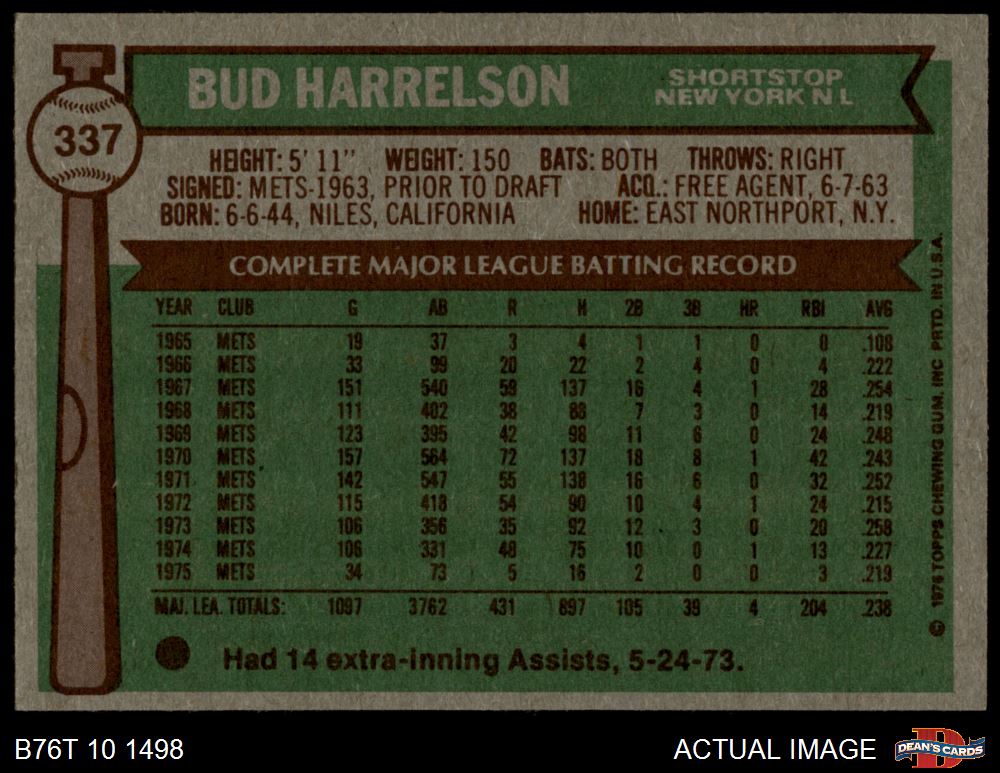 337
BUD HARRELSON
SHORTSTOP
NEW YORK N L
HEIGHT: 5' 11" WEIGHT: 150 BATS: BOTH THROWS: RIGHT
SIGNED: METS-1963, PRIOR TO DRAFT ACQ.: FREE AGENT, 6-7-63
BORN: 6-6-44, NILES, CALIFORNIA HOME: EAST NORTHPORT, N.Y.
COMPLETE MAJOR LEAGUE BATTING RECORD
YEAR CLUB G AB R H 2B 3B HR RBI AVG
1965 METS 19 37 3 4 1 1 0 0 .108
1966 METS 33 99 20 22 2 4 0 4 .222
1967 METS 151 540 59 137 16 4 1 28 .254
1968 METS 111 402 38 88 7 3 0 14 .219
1969 METS 123 395 42 98 11 6 0 24 .248
1970 METS 157 564 72 137 18 8 1 42 .243
1971 METS 142 547 55 138 16 6 0 32 .252
1972 METS 115 418 54 90 10 4 1 24 .215
1973 METS 106 356 35 92 12 3 0 20 .258
1974 METS 106 331 48 75 10 0 1 13 .227
1975 METS 34 73 5 16 2 0 0 3 .219
MAJ. LEA. TOTALS: 1097 3762 431 897 105 39 4 204 .238
Had 14 extra-inning Assists, 5-24-73.
© 1976 TOPPS CHEWING GUM, INC PRTD. IN U.S.A.
B76T 10 1498
ACTUAL IMAGE
DEAN'S CARDS